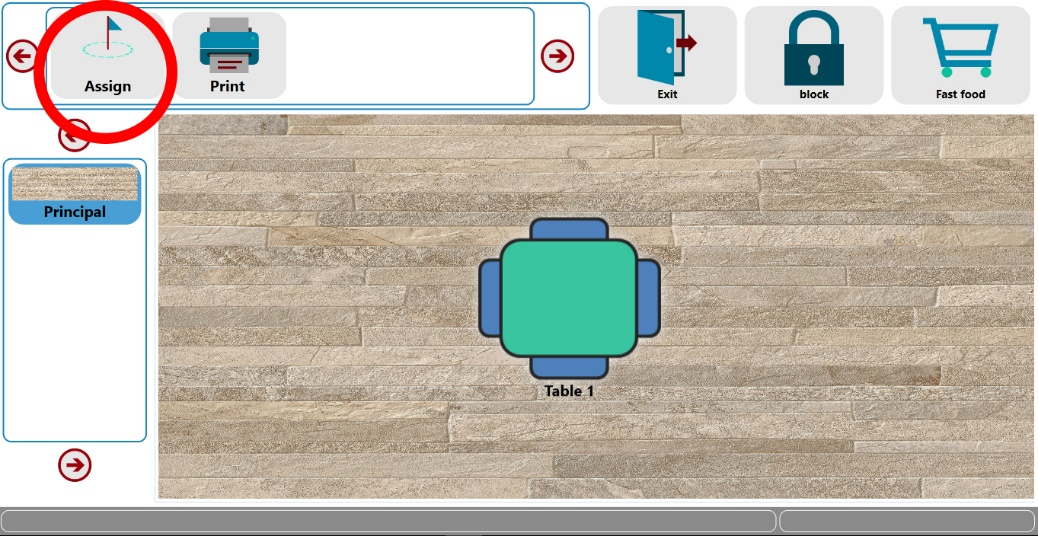 Assign
Print
Exit
block
Fast food
Principal
Table 1